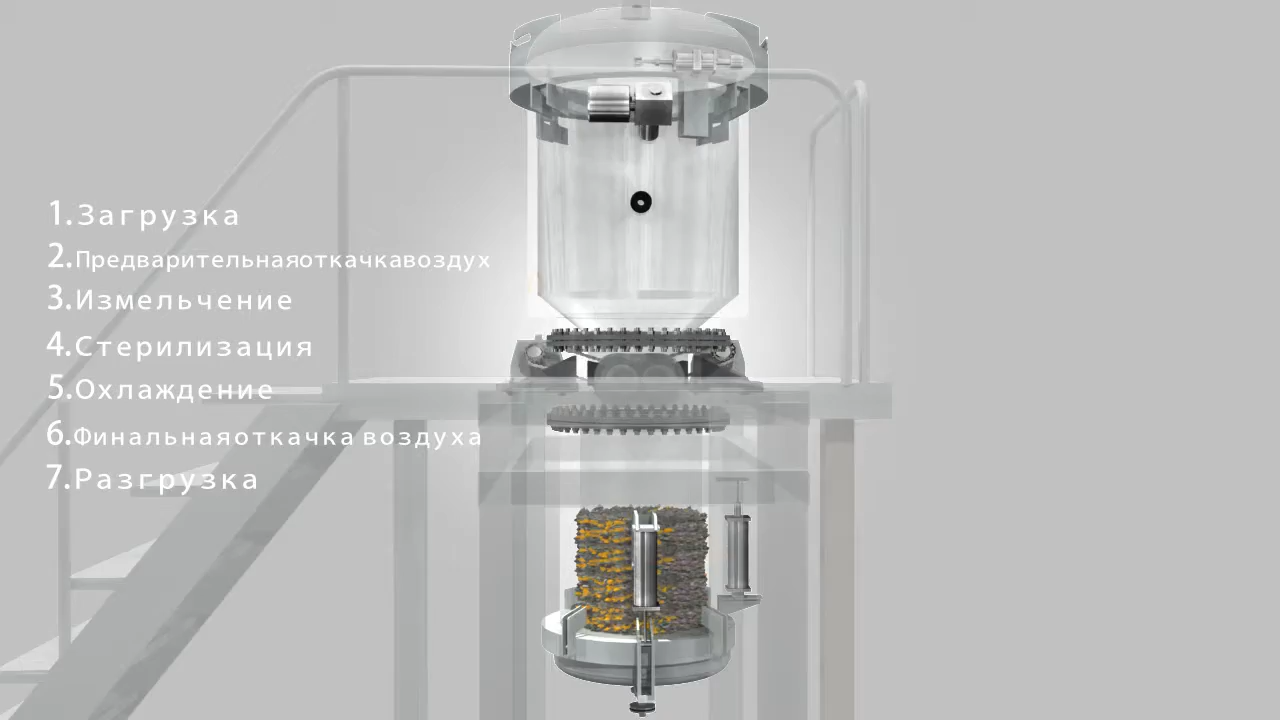 1.Загрузка
2.Предварительнаяоткачкавоздух
3.Измельчение
4.Стерилизация
5.Охлаждение
6.Финальнаяоткачка воздуха
7.Разгрузка